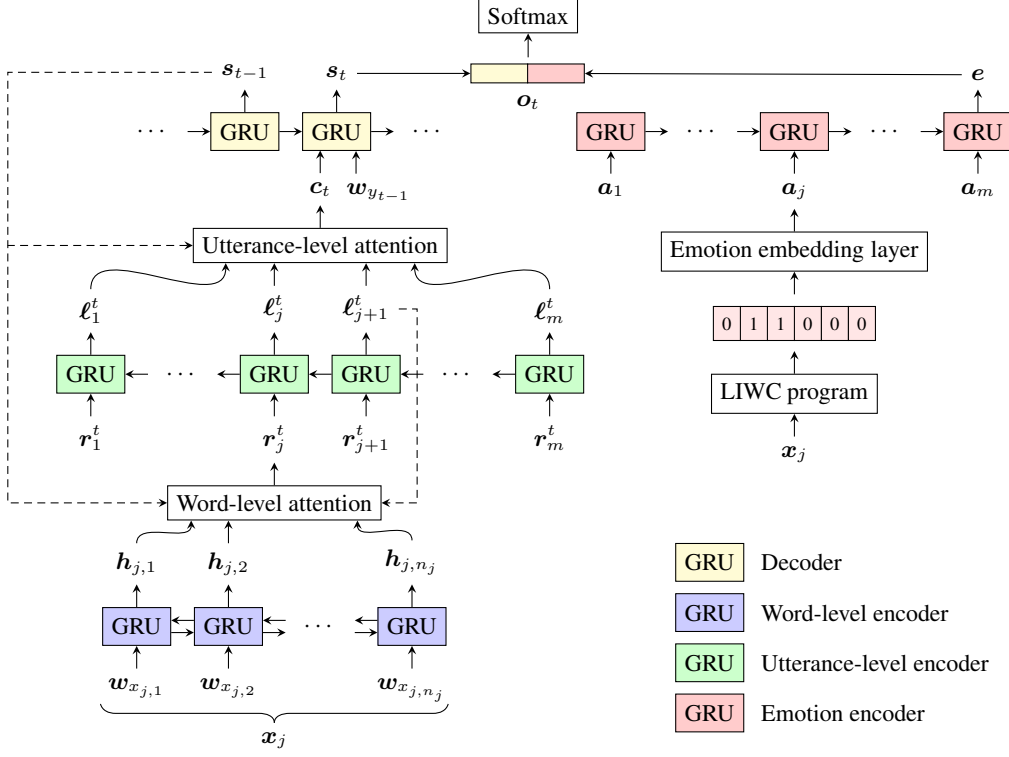 Softmax
s_{t−1} s_t e
o_t
· · · GRU GRU · · · GRU · · · GRU · · · GRU
c_t w_{y_{t−1}} a_1 a_j a_m
Utterance-level attention Emotion embedding layer
ℓ_1^t ℓ_j^t ℓ_{j+1}^t ℓ_m^t
0 1 1 0 0 0
GRU · · · GRU GRU · · · GRU
LIWC program
r_1^t r_j^t r_{j+1}^t r_m^t
x_j
Word-level attention
h_{j,1} h_{j,2} h_{j,n_j}
GRU Decoder
GRU GRU · · · GRU
GRU Word-level encoder
GRU Utterance-level encoder
w_{x_{j,1}} w_{x_{j,2}} w_{x_{j,n_j}}
GRU Emotion encoder
x_j